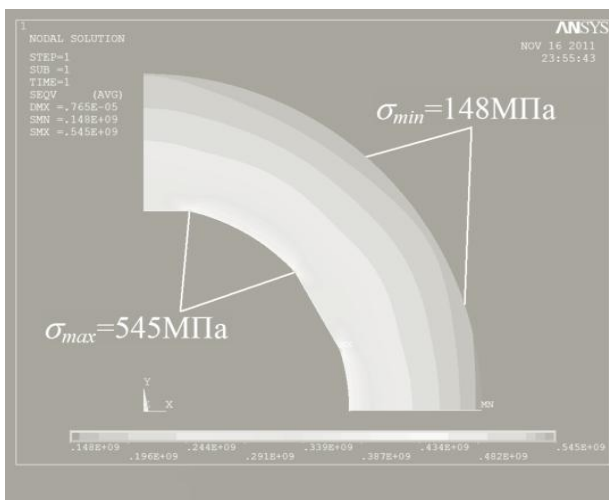 1
NODAL SOLUTION
STEP=1
SUB =1
TIME=1
SEQV (AVG)
DMX =.765E-05
SMN =.148E+09
SMX =.545E+09
ANSYS
NOV 16 2011
23:55:43
σmin=148МПа
σmax=545МПа
Y
X
MN
.148E+09 .244E+09 .339E+09 .434E+09 .545E+09
.196E+09 .291E+09 .387E+09 .482E+09